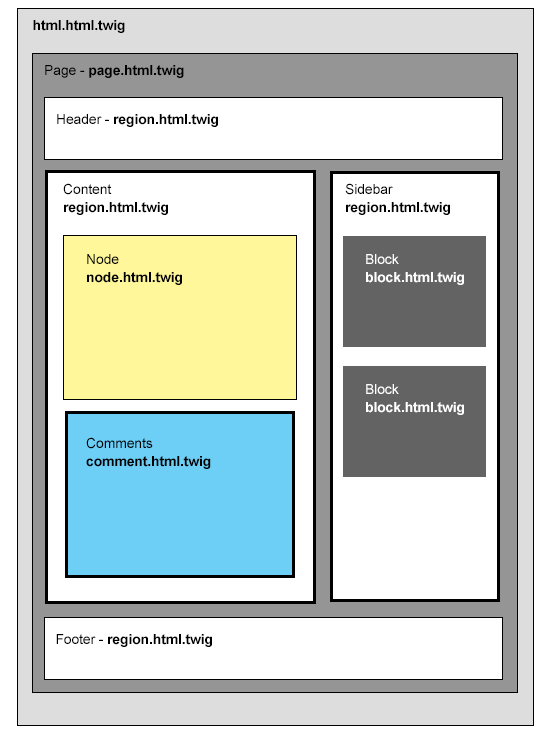 html.html.twig
Page - page.html.twig
Header - region.html.twig
Content
region.html.twig
Node
node.html.twig
Comments
comment.html.twig
Sidebar
region.html.twig
Block
block.html.twig
Block
block.html.twig
Footer - region.html.twig